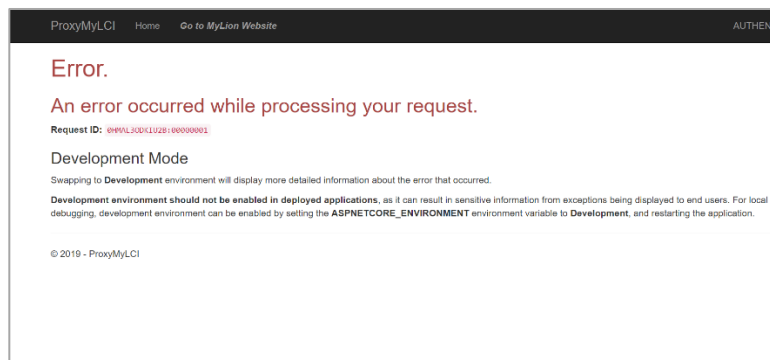 ProxyMyLCI Home Go to MyLion Website AUTHEN
Error.
An error occurred while processing your request.
Request ID:
Development Mode
Swapping to Development environment will display more detailed information about the error that occurred.
Development environment should not be enabled in deployed applications, as it can result in sensitive information from exceptions being displayed to end users. For local
debugging, development environment can be enabled by setting the ASPNETCORE_ENVIRONMENT environment variable to Development, and restarting the application.
© 2019 - ProxyMyLCI